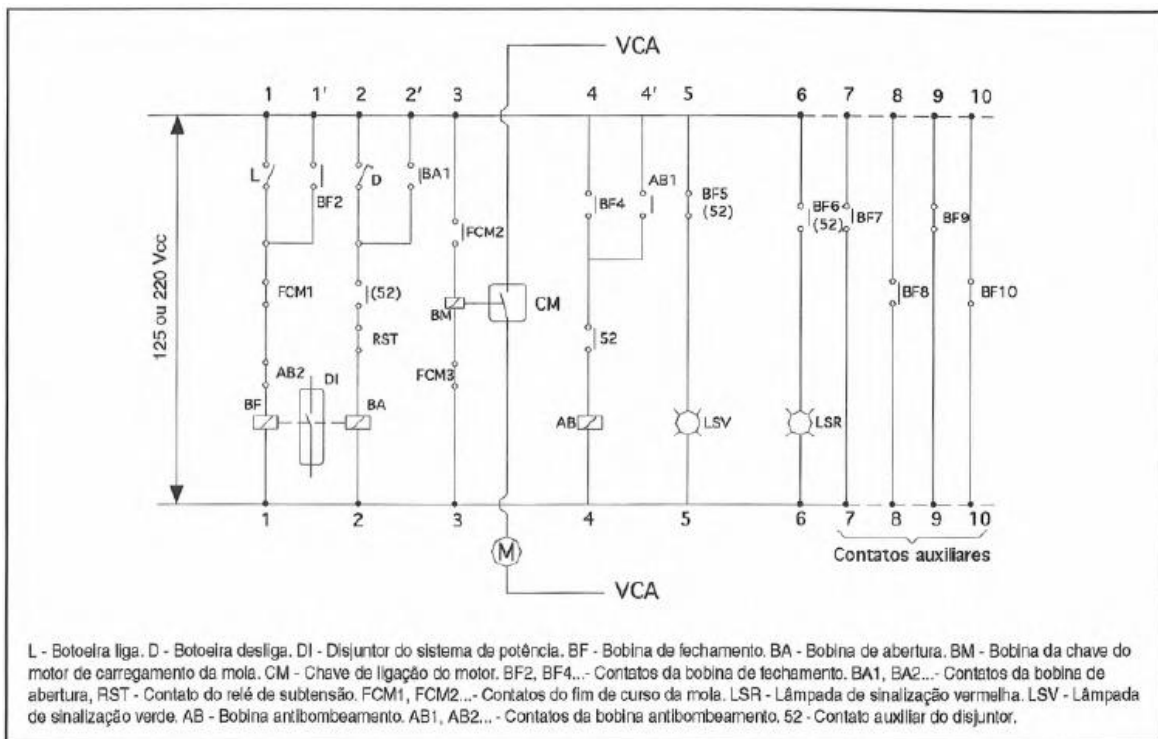 VCA
1 1' 2 2' 3 4 4' 5 6 7 8 9 10
L
BF2
D
BA1
FCM2
BF4
AB1
BF5
(52)
BF6
(52)
BF7
BF9
125 ou 220 Vcc
FCM1
(52)
BM
CM
BF8
BF10
RST
52
AB2
DI
FCM3
BF
BA
AB
LSV
LSR
1 2 3 4 5 6 7 8 9 10
M
Contatos auxiliares
VCA
L - Botoeira liga. D - Botoeira desliga. DI - Disjuntor do sistema de potência. BF - Bobina de fechamento. BA - Bobina de abertura. BM - Bobina da chave do
motor de carregamento da mola. CM - Chave de ligação do motor. BF2, BF4...- Contatos da bobina de fechamento. BA1, BA2...- Contatos da bobina de
abertura, RST - Contato do relé de subtensão. FCM1, FCM2...- Contatos do fim de curso da mola. LSR - Lâmpada de sinalização vermelha. LSV - Lâmpada
de sinalização verde. AB - Bobina antibombeamento. AB1, AB2... - Contatos da bobina antibombeamento. 52 - Contato auxiliar do disjuntor.